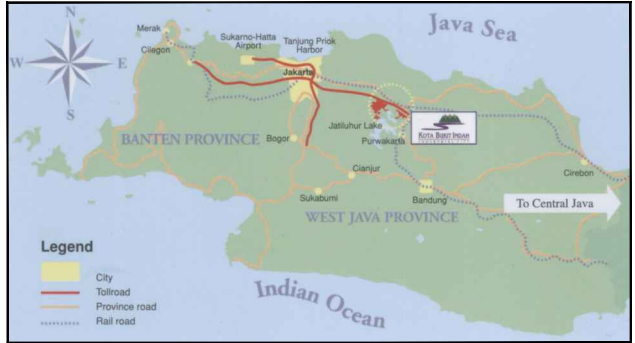 N
W
E
S
Java Sea
Merak
Cilegon
Sukarno-Hatta
Airport
Tanjung Priok
Harbor
Jakarta
Jatiluhur Lake
Purwakarta
KOTA BUKIT INDAH
BANTEN PROVINCE
Bogor
Cianjur
Sukabumi
Bandung
Cirebon
To Central Java
WEST JAVA PROVINCE
Indian Ocean
Legend
City
Tollroad
Province road
Rail road